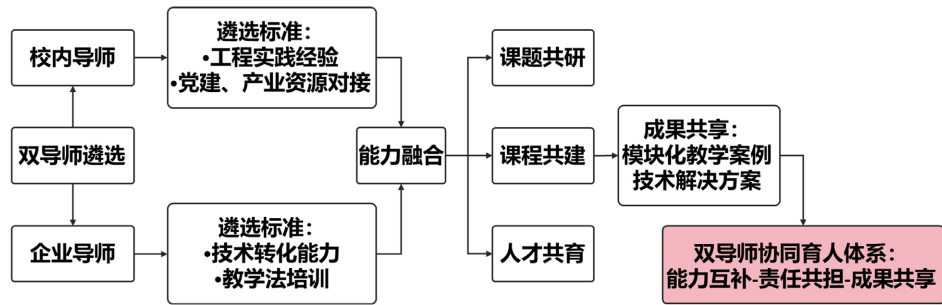 校内导师
遴选标准：
•工程实践经验
•党建、产业资源对接
双导师遴选
企业导师
遴选标准：
•技术转化能力
•教学法培训
能力融合
课题共研
课程共建
人才共育
成果共享：
模块化教学案例
技术解决方案
双导师协同育人体系：
能力互补-责任共担-成果共享